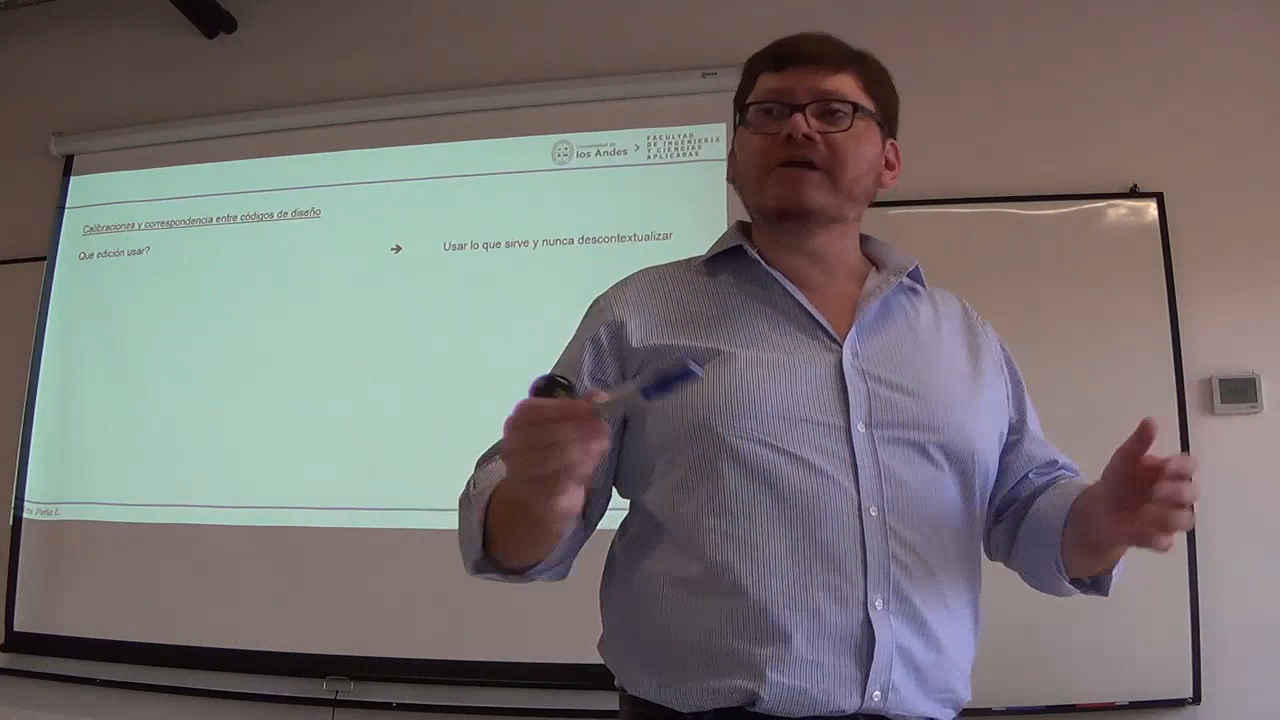 Universidad de
los Andes
FACULTAD
DE INGENIERÍA
Y CIENCIAS
APLICADAS
Calibraciones y correspondencia entre códigos de diseño
Que edición usar?
➔ Usar lo que sirve y nunca descontextualizar
Peña L.